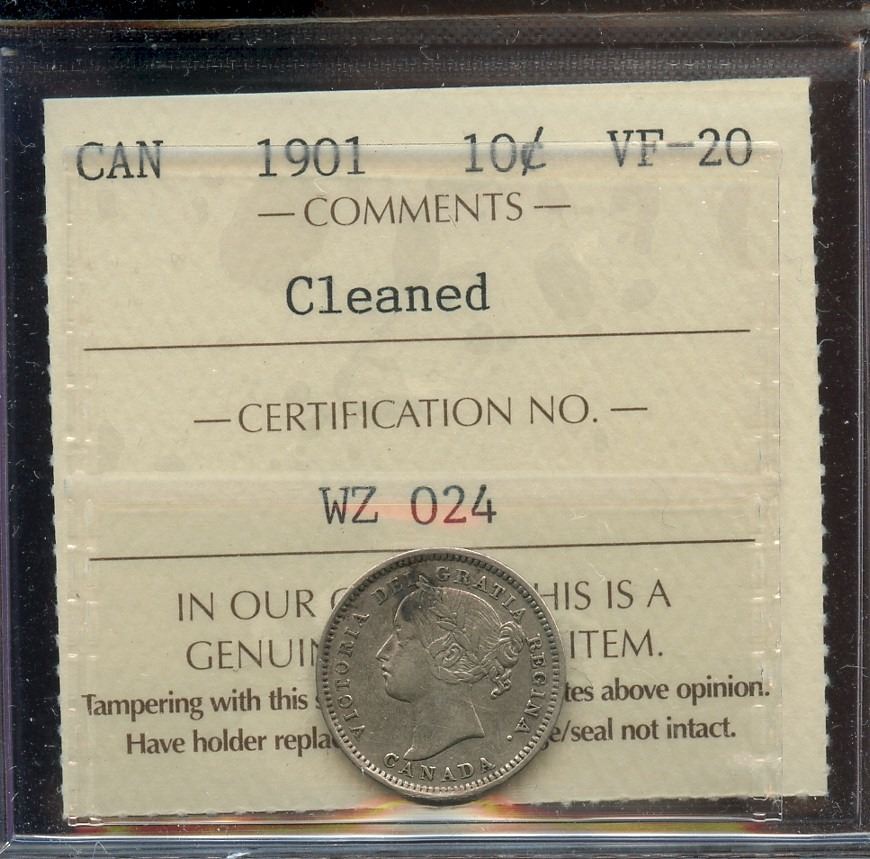 CAN 1901 10¢ VF-20
— COMMENTS —
Cleaned
— CERTIFICATION NO. —
WZ 024
IN OUR HIS IS A
GENUI ITEM.
Tampering with this tes above opinion.
Have holder repla e/seal not intact.
VICTORIA DEI GRATIA REGINA.
CANADA